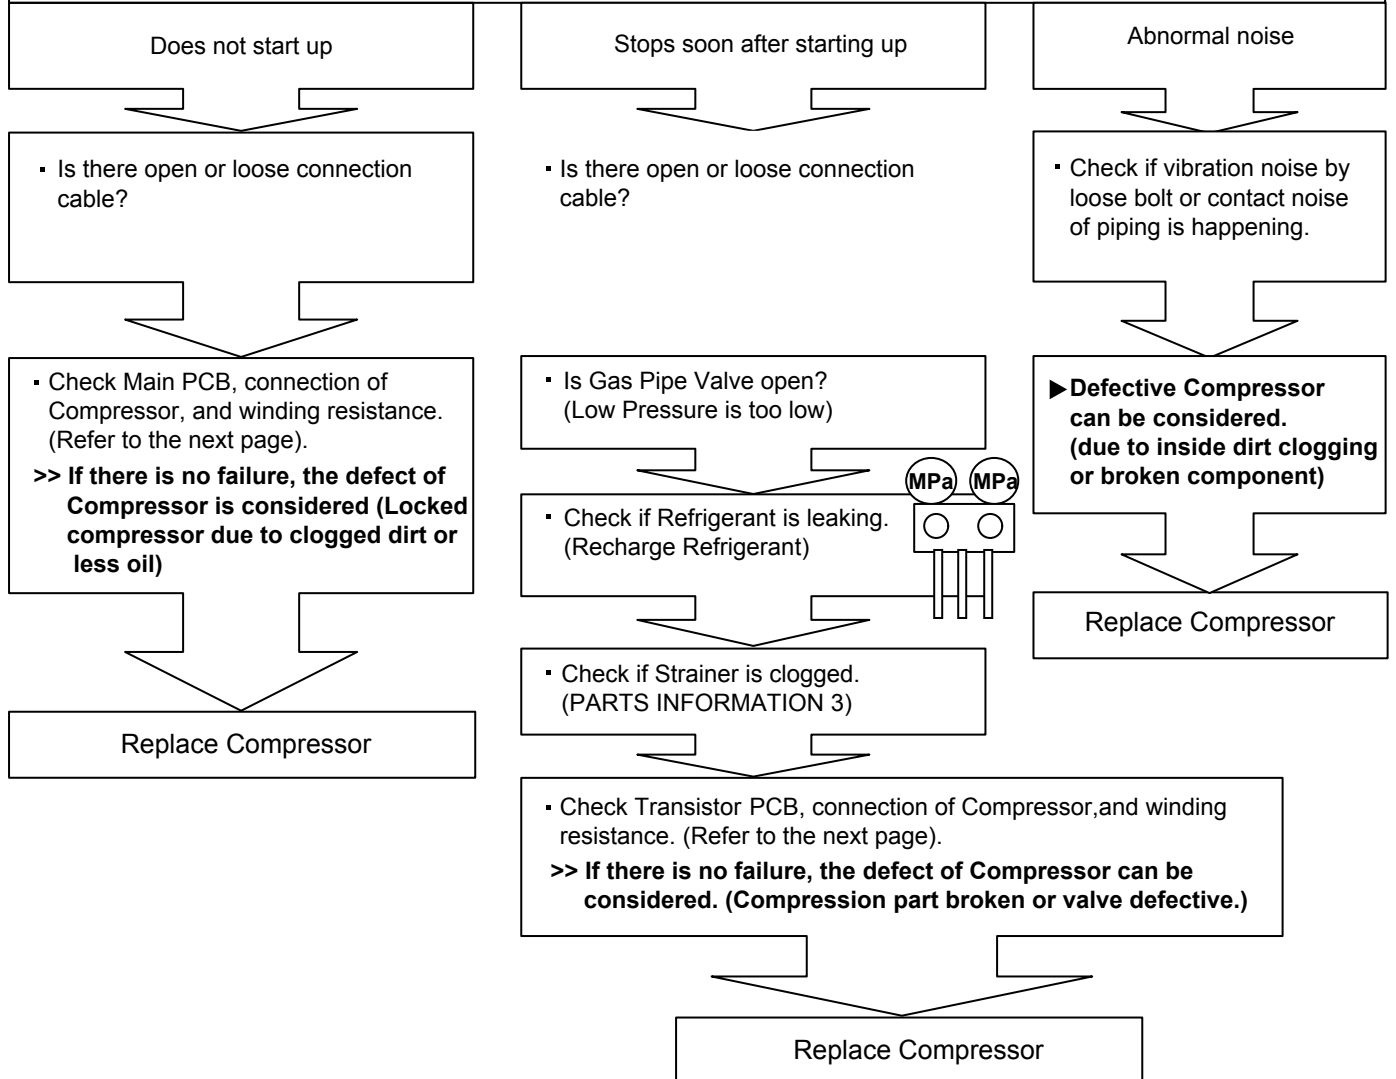 Does not start up
· Is there open or loose connection
cable?
· Check Main PCB, connection of
Compressor, and winding resistance.
(Refer to the next page).
>> If there is no failure, the defect of
Compressor is considered (Locked
compressor due to clogged dirt or
less oil)
Replace Compressor
Stops soon after starting up
· Is there open or loose connection
cable?
· Is Gas Pipe Valve open?
(Low Pressure is too low)
MPa MPa
· Check if Refrigerant is leaking.
(Recharge Refrigerant)
· Check if Strainer is clogged.
(PARTS INFORMATION 3)
· Check Transistor PCB, connection of Compressor,and winding
resistance. (Refer to the next page).
>> If there is no failure, the defect of Compressor can be
considered. (Compression part broken or valve defective.)
Replace Compressor
Abnormal noise
· Check if vibration noise by
loose bolt or contact noise
of piping is happening.
▶Defective Compressor
can be considered.
(due to inside dirt clogging
or broken component)
Replace Compressor